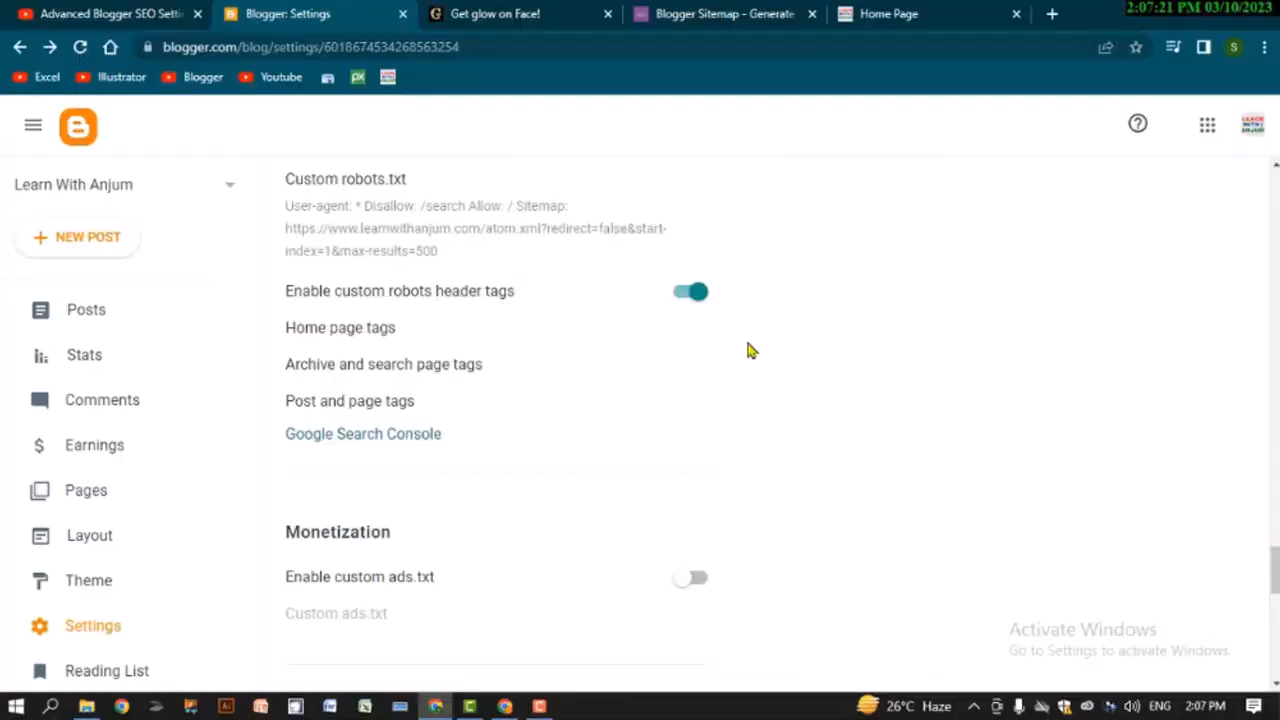 2:07:21 PM 03/10/2023
Advanced Blogger SEO Setti
Blogger: Settings
Get glow on Face!
Blogger Sitemap - Generate
Home Page
blogger.com/blog/settings/6018674534268563254
S
Excel
Illustrator
Blogger
Youtube
px
Learn With Anjum
NEW POST
Posts
Stats
Comments
Earnings
Pages
Layout
Theme
Settings
Reading List
Custom robots.txt
User-agent: * Disallow: /search Allow: / Sitemap:
https://www.learnwithanjum.com/atom.xml?redirect=false&start-
index=1&max-results=500
Enable custom robots header tags
Home page tags
Archive and search page tags
Post and page tags
Google Search Console
Monetization
Enable custom ads.txt
Custom ads.txt
Activate Windows
Go to Settings to activate Windows.
26°C Haze
ENG
2:07 PM